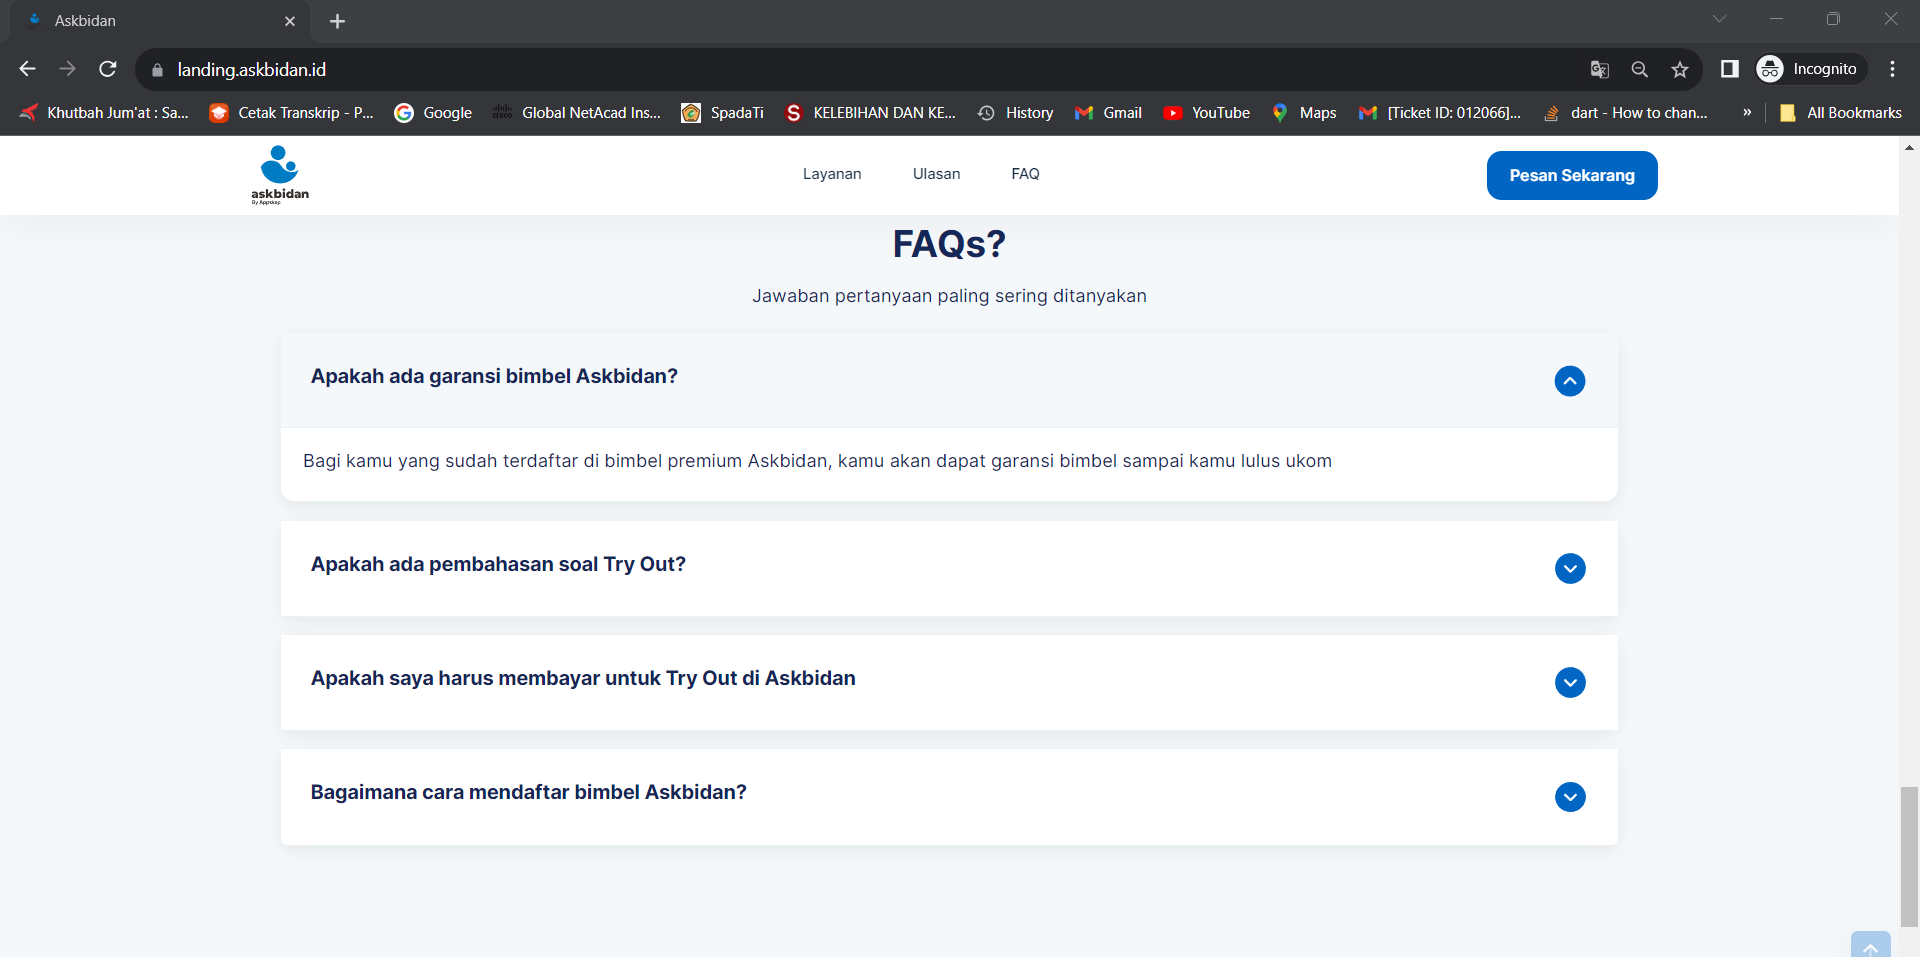 Askbidan
landing.askbidan.id
Incognito
Khutbah Jum'at : Sa...
Cetak Transkrip - P...
Google
Global NetAcad Ins...
SpadaTi
KELEBIHAN DAN KE...
History
Gmail
YouTube
Maps
[Ticket ID: 012066]...
dart - How to chan...
»
All Bookmarks
askbidan
By Appskep
Layanan
Ulasan
FAQ
Pesan Sekarang
FAQs?
Jawaban pertanyaan paling sering ditanyakan
Apakah ada garansi bimbel Askbidan?
Bagi kamu yang sudah terdaftar di bimbel premium Askbidan, kamu akan dapat garansi bimbel sampai kamu lulus ukom
Apakah ada pembahasan soal Try Out?
Apakah saya harus membayar untuk Try Out di Askbidan
Bagaimana cara mendaftar bimbel Askbidan?